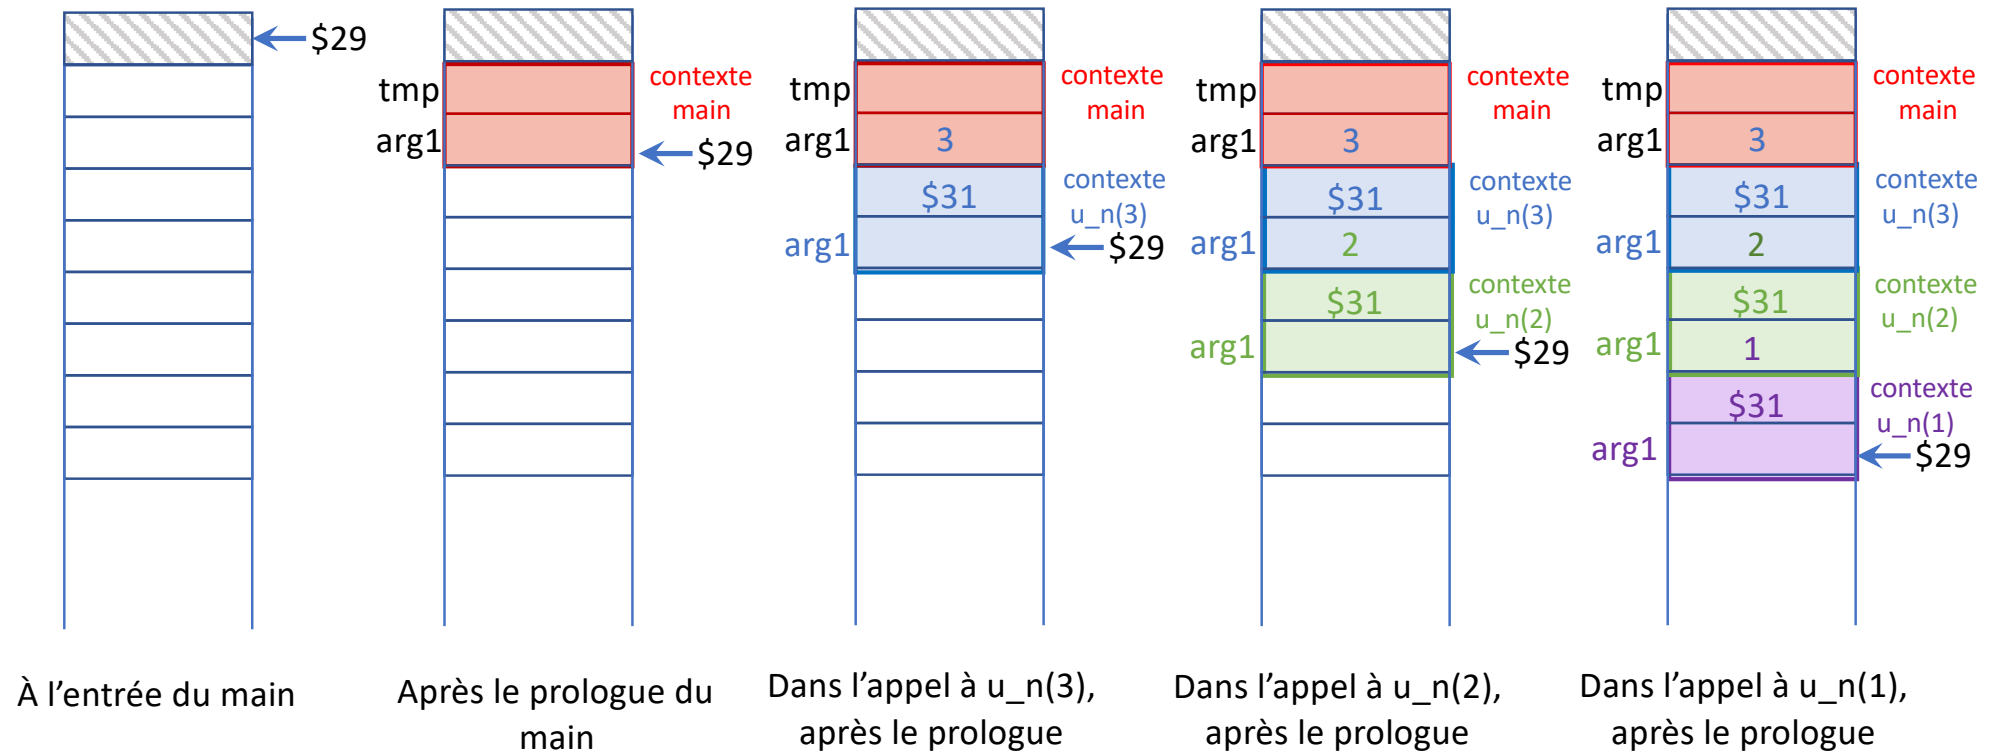 $29
À l’entrée du main
tmp
arg1
contexte
main
$29
Après le prologue du
main
tmp
arg1
3
contexte
main
$31
arg1
contexte
u_n(3)
$29
Dans l’appel à u_n(3),
après le prologue
tmp
arg1
3
contexte
main
$31
arg1
2
contexte
u_n(3)
$31
arg1
contexte
u_n(2)
$29
Dans l’appel à u_n(2),
après le prologue
tmp
arg1
3
contexte
main
$31
arg1
2
contexte
u_n(3)
$31
arg1
1
contexte
u_n(2)
$31
arg1
contexte
u_n(1)
$29
Dans l’appel à u_n(1),
après le prologue